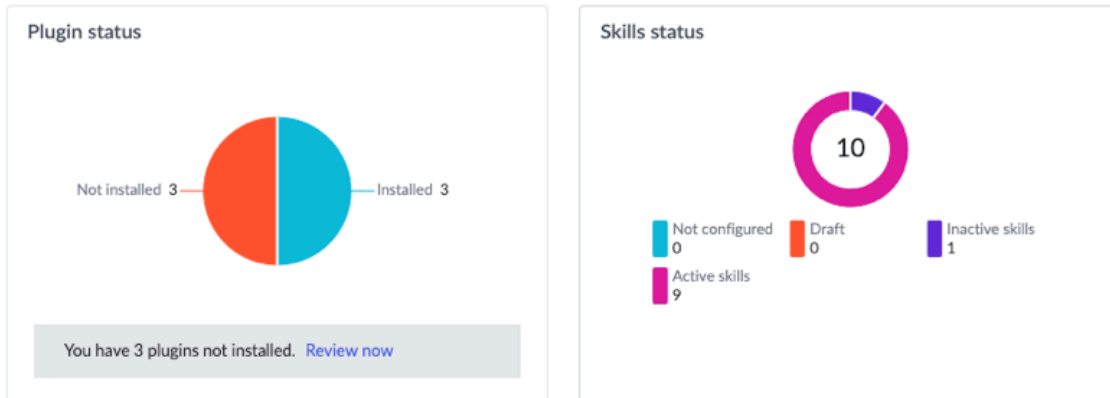 Plugin status
Not installed 3
Installed 3
You have 3 plugins not installed. Review now
Skills status
10
Not configured
0
Draft
0
Inactive skills
1
Active skills
9